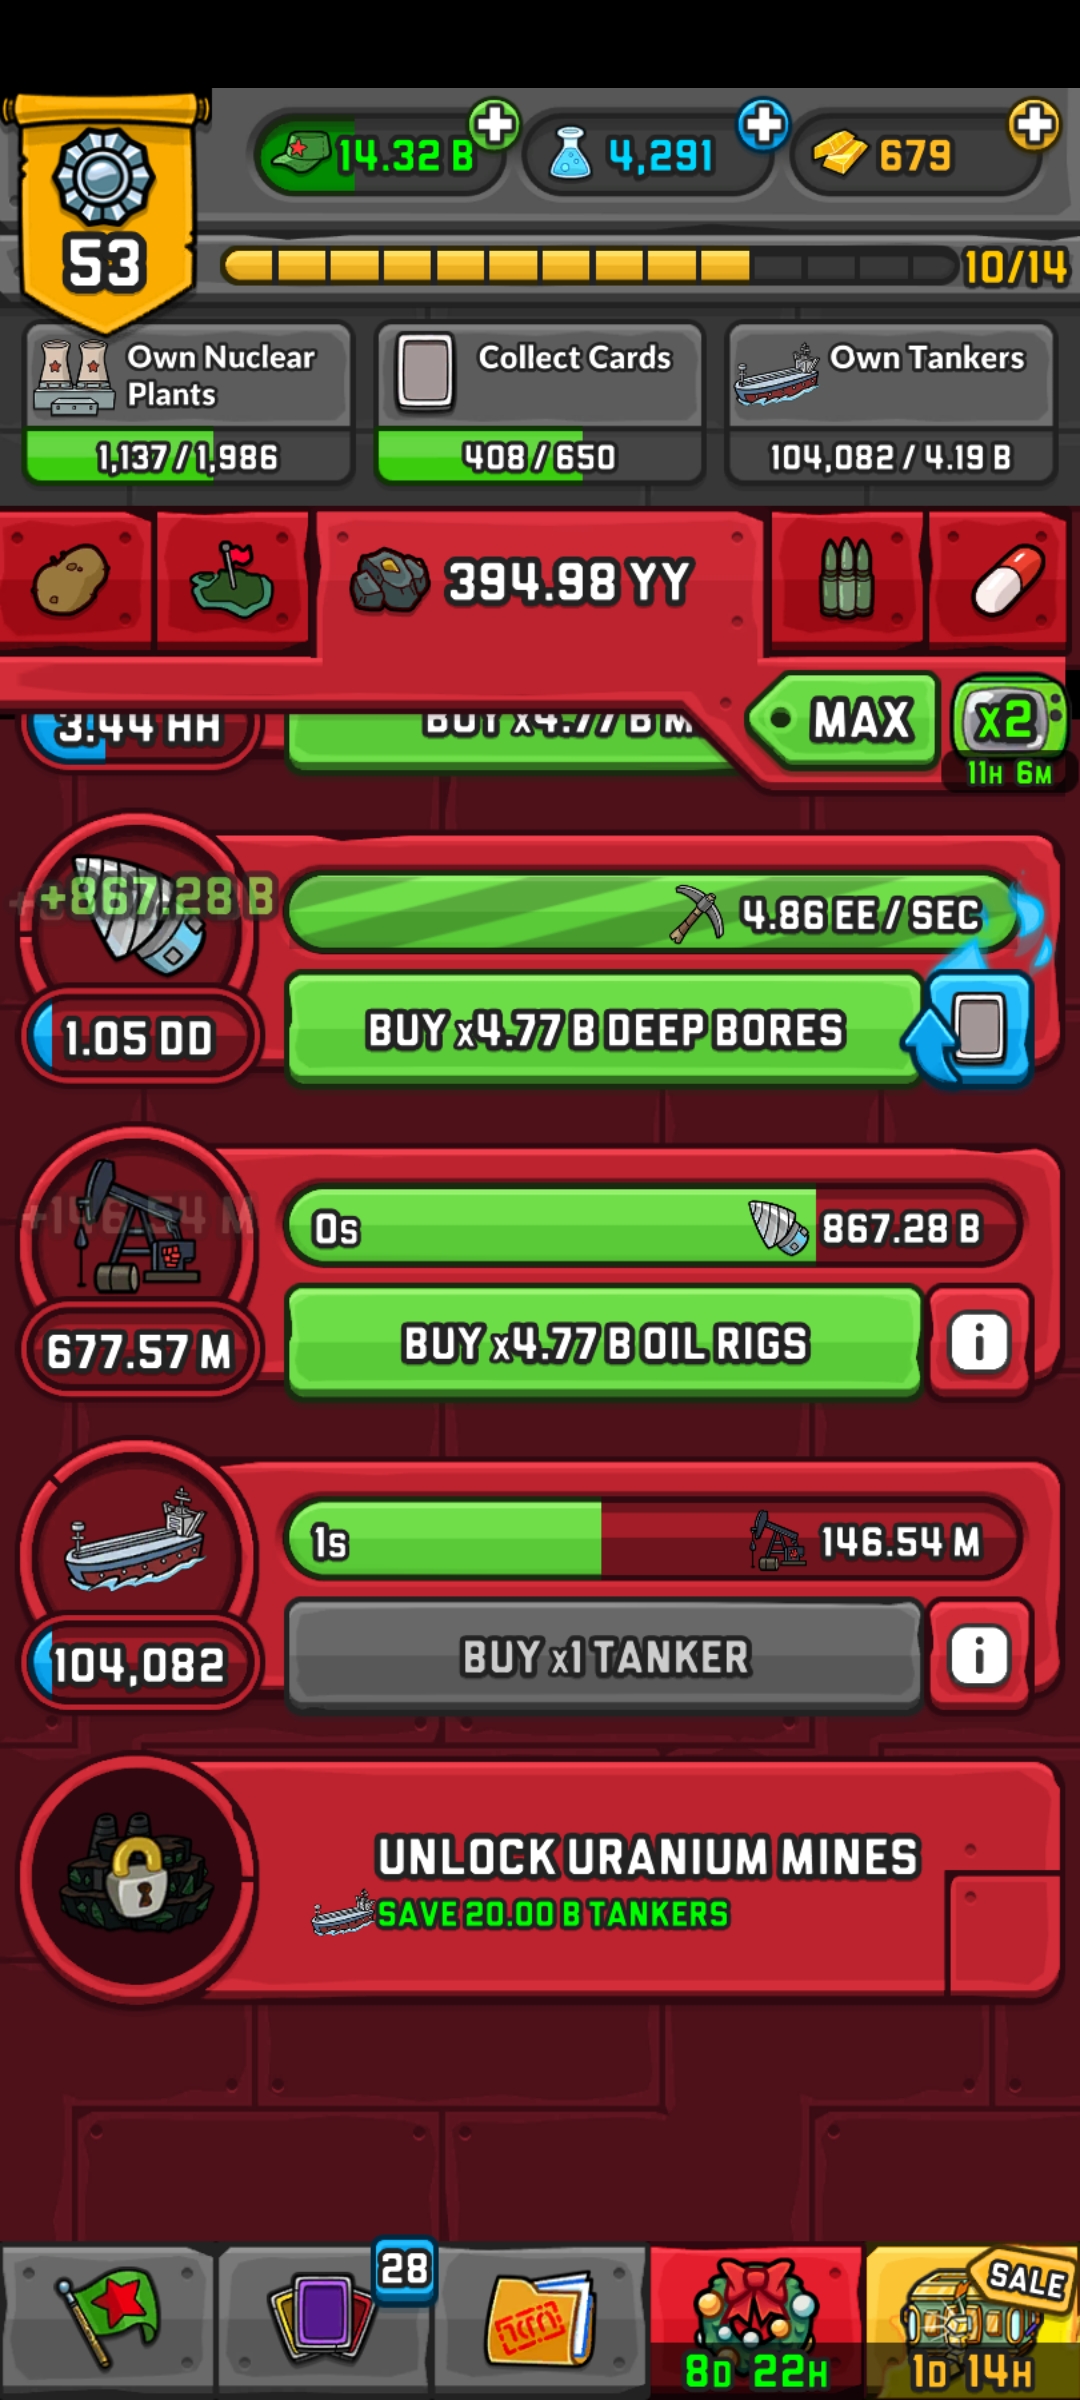 14.32 B
4,291
679
53
10/14
Own Nuclear
Plants
Collect Cards
Own Tankers
1,137/1,986
408/650
104,082/4.19 B
394.98 YY
3.44 HH
BUY x4.77 B M
MAX
x2
11H 6M
+867.28 B
4.86 EE/SEC
1.05 DD
BUY x4.77 B DEEP BORES
+146.54 M
0s
867.28 B
677.57 M
BUY x4.77 B OIL RIGS
i
1s
146.54 M
104,082
BUY x1 TANKER
i
UNLOCK URANIUM MINES
SAVE 20.00 B TANKERS
28
SALE
8D 22H
1D 14H